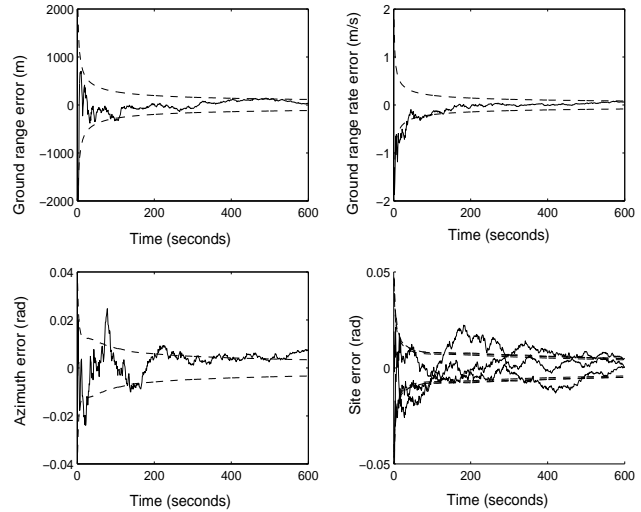 Ground range error (m)
2000
1000
0
−1000
−2000
0 200 400 600
Time (seconds)
Ground range rate error (m/s)
2
1
0
−1
−2
0 200 400 600
Time (seconds)
Azimuth error (rad)
0.04
0.02
0
−0.02
−0.04
0 200 400 600
Time (seconds)
Site error (rad)
0.05
0
−0.05
0 200 400 600
Time (seconds)